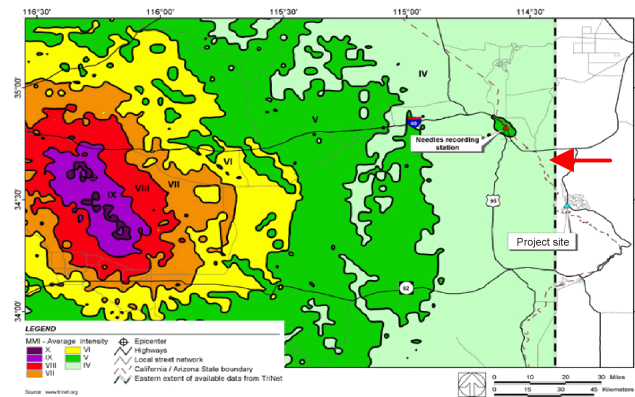 116°30' 116°00' 115°30' 115°00' 114°30'
35°00'
34°30'
34°00'
IV
V
VI
VII
VIII
IX
40
Needles recording
station
95
Project site
62
LEGEND
MMI - Average intensity
X
IX
VIII
VII
VI
V
IV
Epicenter
Highways
Local street network
California / Arizona State boundary
Eastern extent of available data from TriNet
Source: www.trinet.org
0 10 20 30 Miles
0 15 30 45 Kilometers